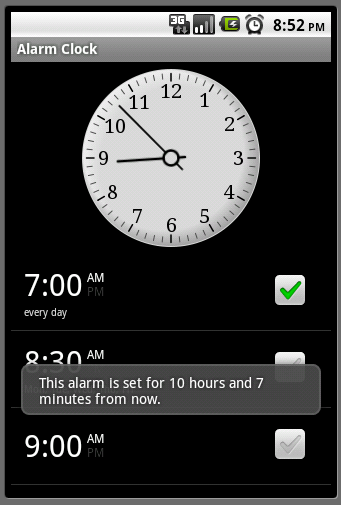 3G 8:52 PM
Alarm Clock
12
11 1
10 2
9 3
8 4
7 5
6
7:00 AM
PM
every day
8:30 AM
This alarm is set for 10 hours and 7
minutes from now.
9:00 AM
PM